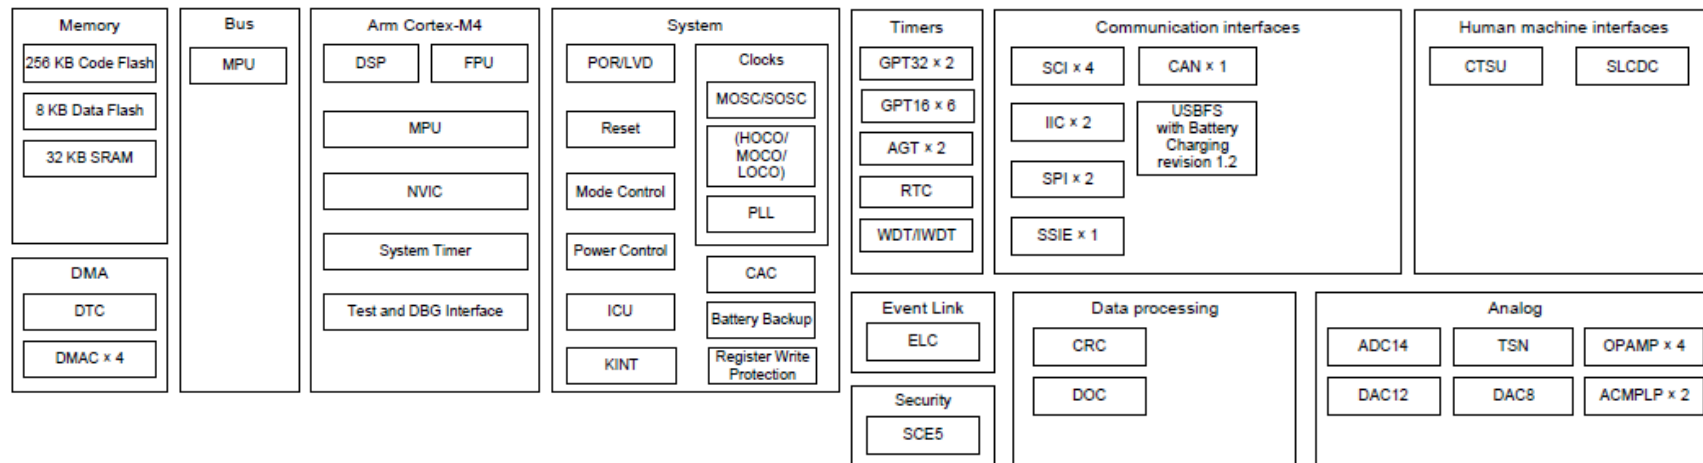 Memory
256 KB Code Flash
8 KB Data Flash
32 KB SRAM
DMA
DTC
DMAC × 4
Bus
MPU
Arm Cortex-M4
DSP
FPU
MPU
NVIC
System Timer
Test and DBG Interface
System
POR/LVD
Reset
Mode Control
Power Control
ICU
KINT
Clocks
MOSC/SOSC
(HOCO/
MOCO/
LOCO)
PLL
CAC
Battery Backup
Register Write
Protection
Timers
GPT32 × 2
GPT16 × 6
AGT × 2
RTC
WDT/IWDT
Communication interfaces
SCI × 4
IIC × 2
SPI × 2
SSIE × 1
CAN × 1
USBFS
with Battery
Charging
revision 1.2
Human machine interfaces
CTSU
SLCDC
Event Link
ELC
Security
SCE5
Data processing
CRC
DOC
Analog
ADC14
TSN
OPAMP × 4
DAC12
DAC8
ACMPLP × 2